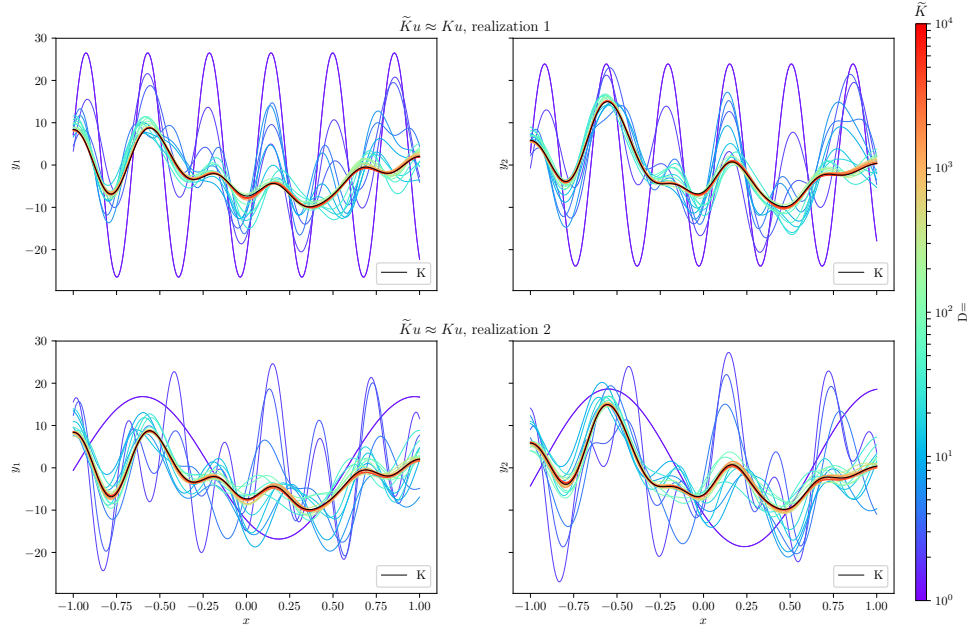 K̃u ≈ Ku, realization 1
K̃
30
20
10
0
−10
−20
y₁
K
y₂
K
10⁴
10³
10²
10¹
10⁰
D=
K̃u ≈ Ku, realization 2
30
20
10
0
−10
−20
y₁
K
−1.00 −0.75 −0.50 −0.25 0.00 0.25 0.50 0.75 1.00
x
y₂
K
−1.00 −0.75 −0.50 −0.25 0.00 0.25 0.50 0.75 1.00
x